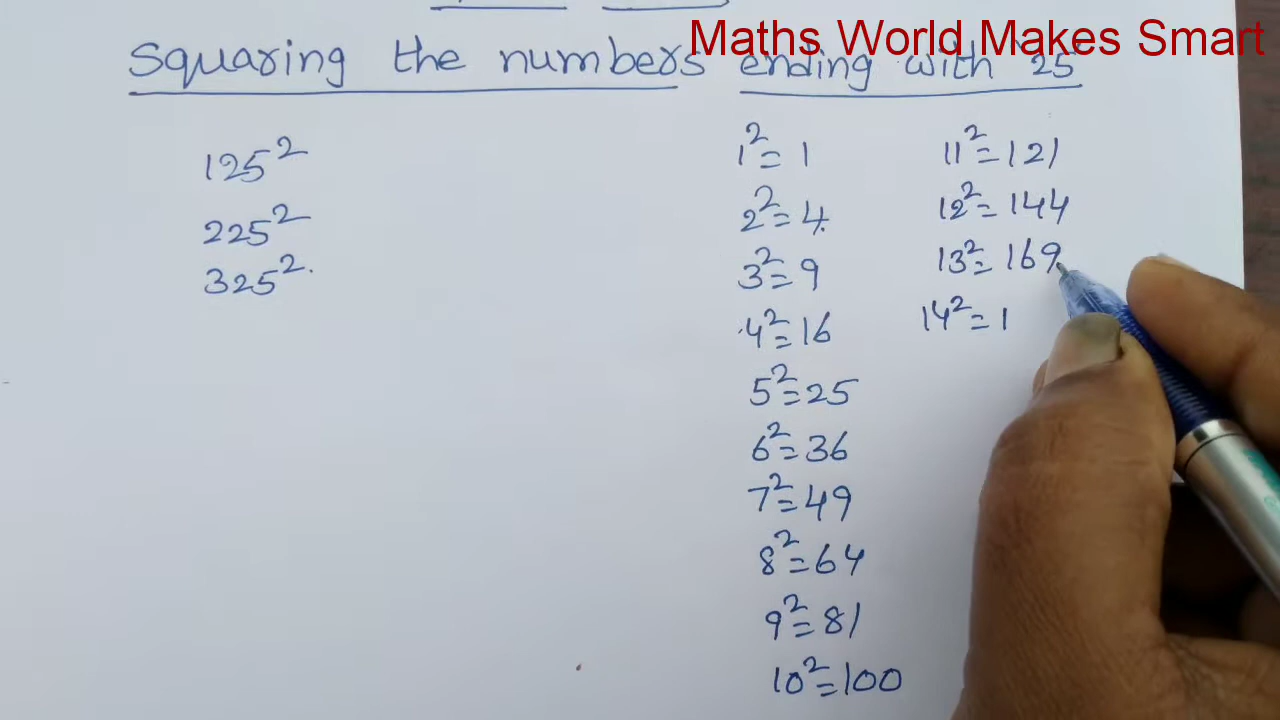 Maths World Makes Smart
Squaring the numbers ending with '25'
125²
225²
325².
1² = 1
2² = 4
3² = 9
4² = 16
5² = 25
6² = 36
7² = 49
8² = 64
9² = 81
10² = 100
11² = 121
12² = 144
13² = 169
14² = 1